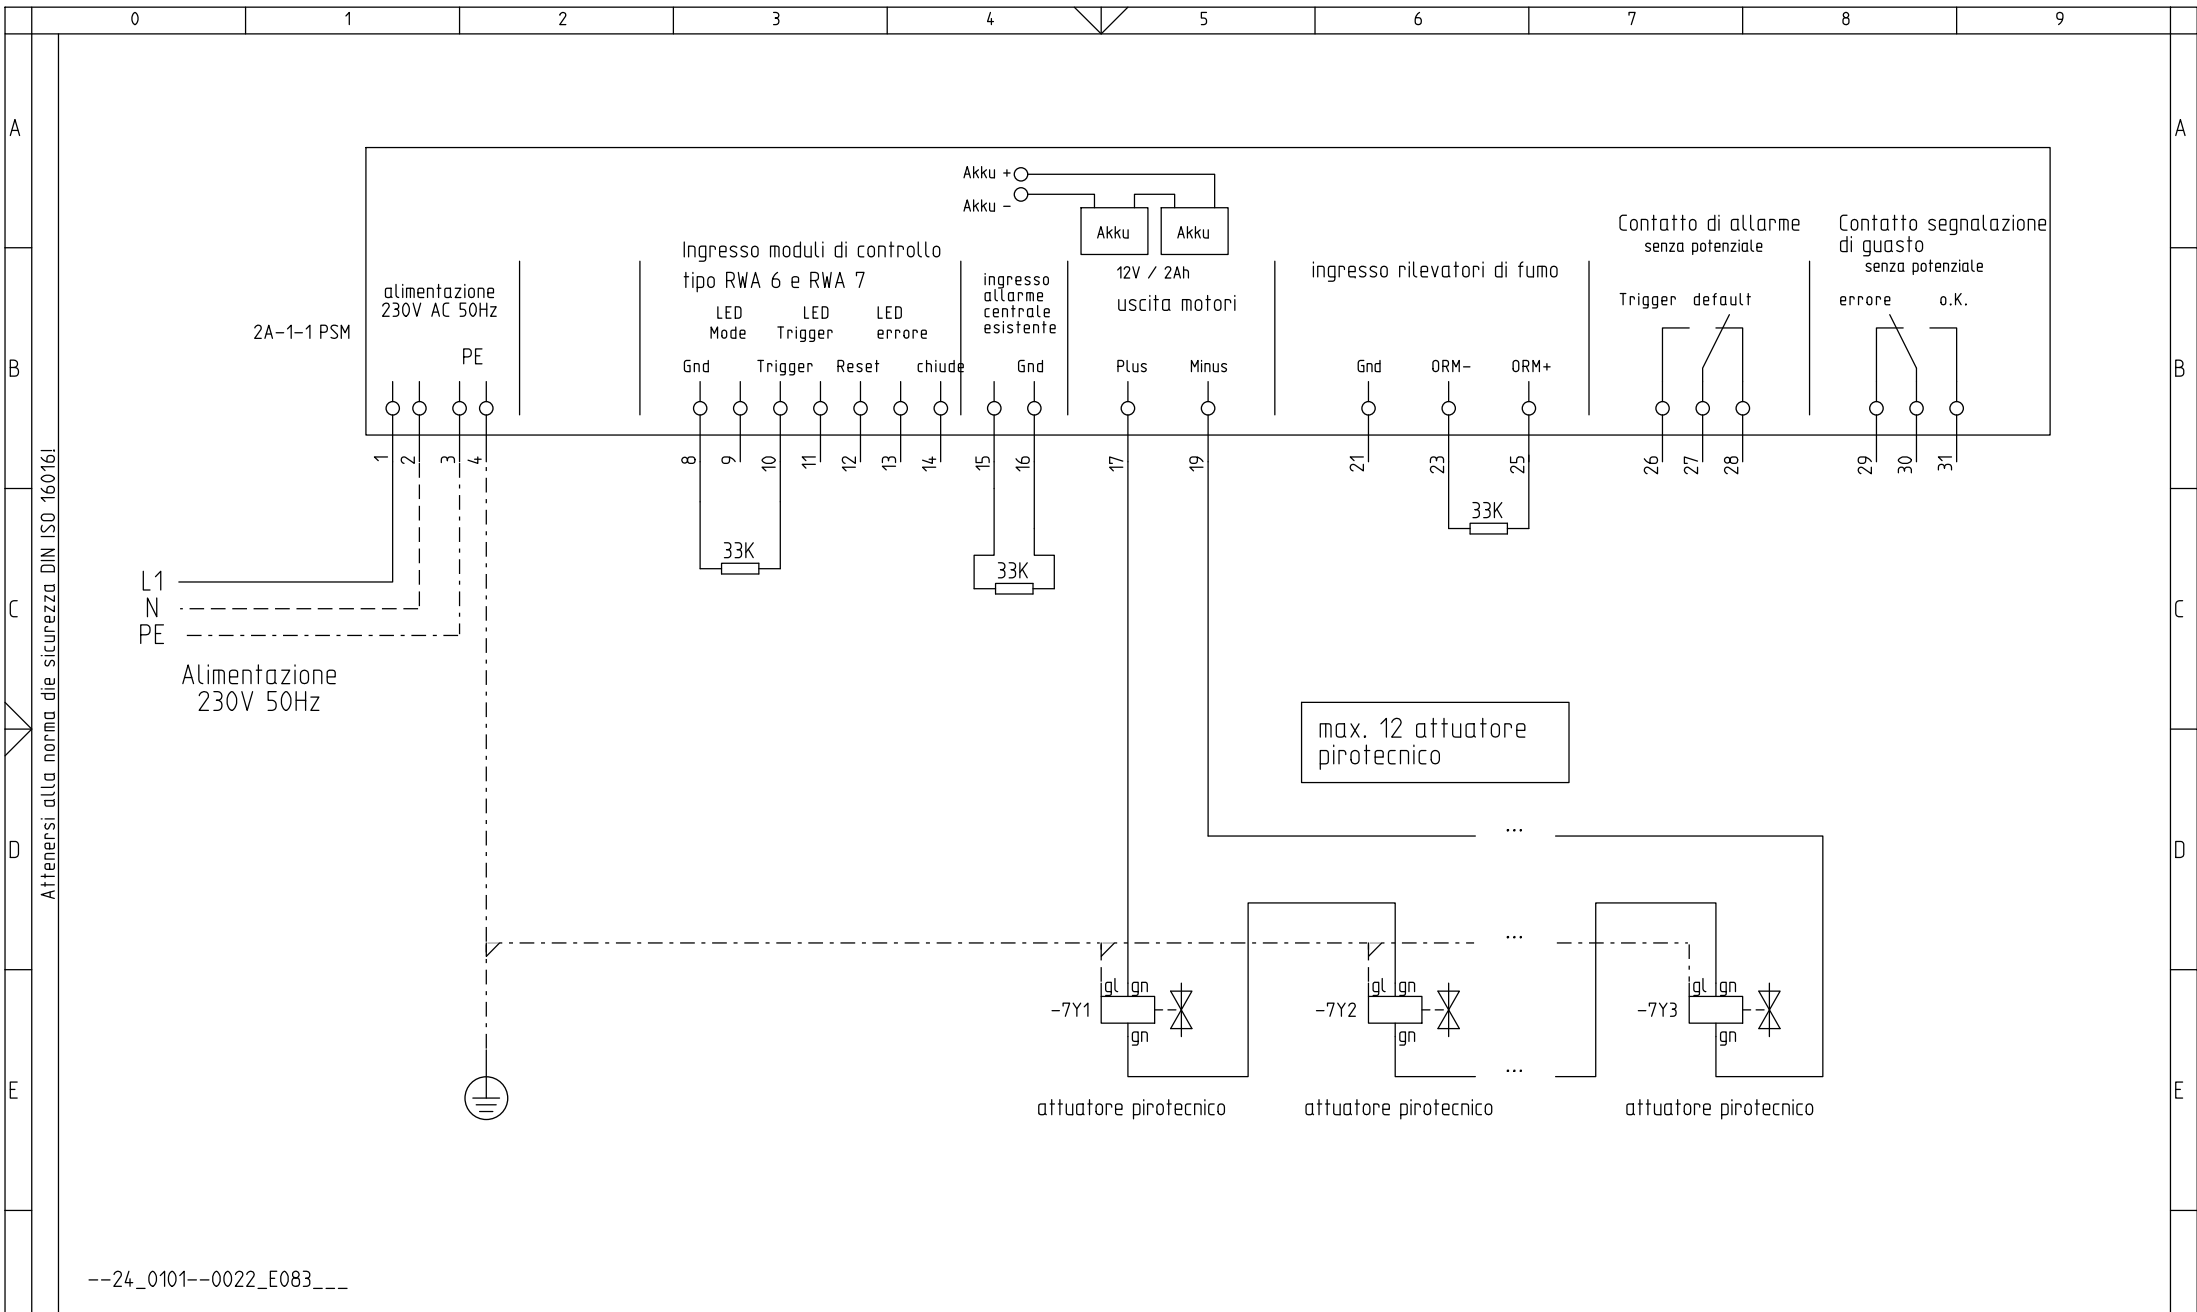 0 1 2 3 4 5 6 7 8 9
A A
Akku +
Akku -
Akku Akku
12V / 2Ah
uscita motori
Contatto di allarme
senza potenziale
Contatto segnalazione
di guasto
senza potenziale
Ingresso moduli di controllo
tipo RWA 6 e RWA 7
ingresso
allarme
centrale
esistente
ingresso rilevatori di fumo
alimentazione
230V AC 50Hz
2A-1-1 PSM
PE
LED LED LED
Mode Trigger errore
Trigger default
errore o.K.
B B
Gnd Trigger Reset chiude Gnd Plus Minus Gnd ORM- ORM+
1 2 3 4 8 9 10 11 12 13 14 15 16 17 19 21 23 25 26 27 28 29 30 31
33K
33K
33K
Attenersi alla norma die sicurezza DIN ISO 16016!
L1
N
PE
C C
Alimentazione
230V 50Hz
max. 12 attuatore
pirotecnico
...
D D
...
gl gn gl gn gl gn
-7Y1 -7Y2 -7Y3
gn gn gn
...
E E
attuatore pirotecnico attuatore pirotecnico attuatore pirotecnico
--24_0101--0022_E083___